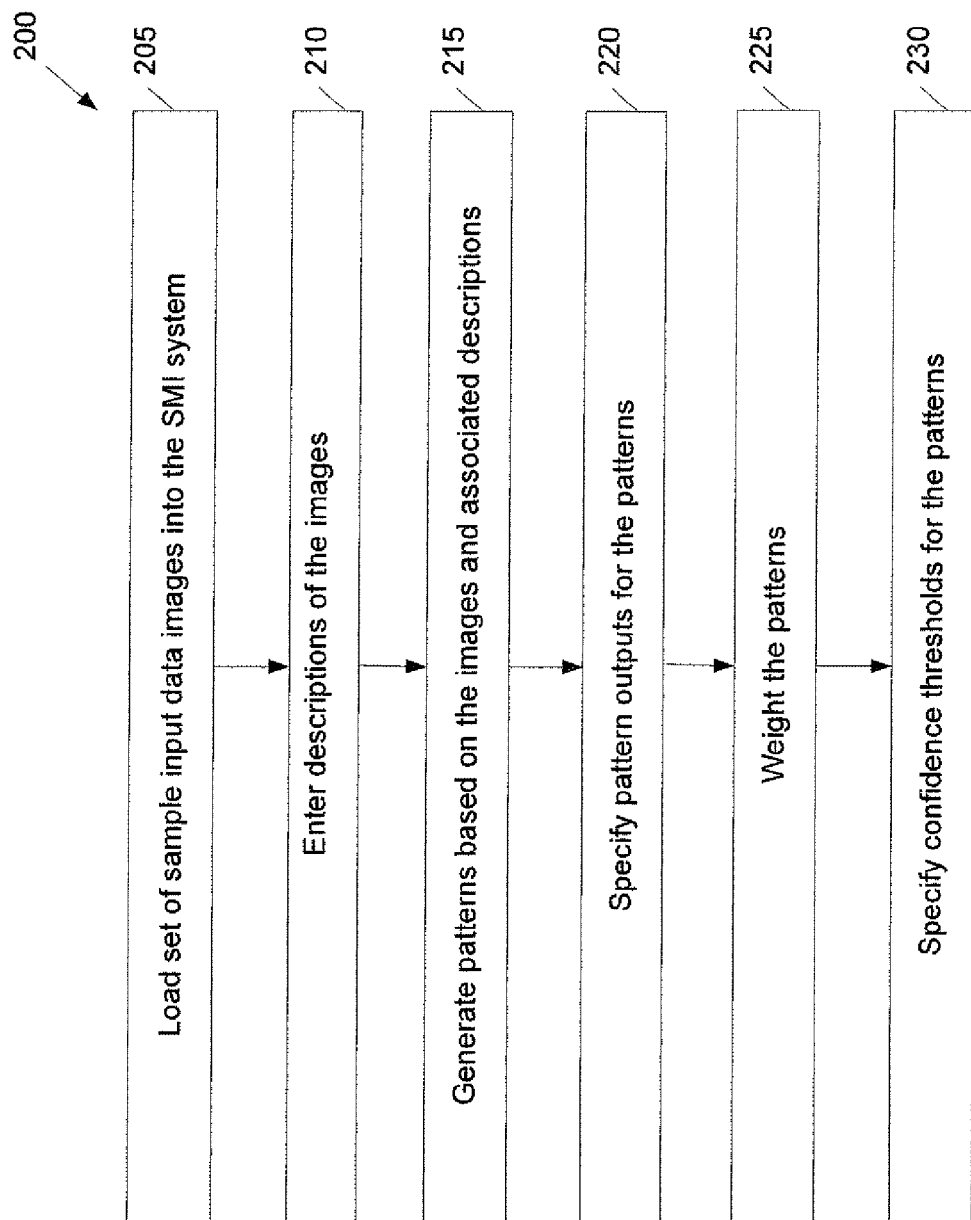 200
205
Load set of sample input data images into the SMI system
210
Enter descriptions of the images
215
Generate patterns based on the images and associated descriptions
220
Specify pattern outputs for the patterns
225
Weight the patterns
230
Specify confidence thresholds for the patterns